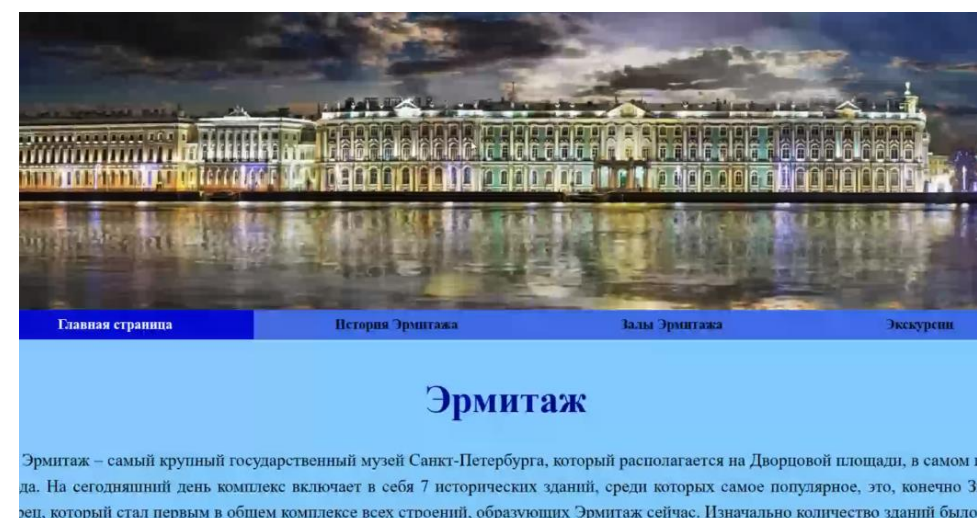 Главная страница
История Эрмитажа
Залы Эрмитажа
Экскурсии
Эрмитаж
Эрмитаж – самый крупный государственный музей Санкт-Петербурга, который располагается на Дворцовой площади, в самом
На сегодняшний день комплекс включает в себя 7 исторических зданий, среди которых самое популярное, это, конечно
который стал первым в общем комплексе всех строений, образующих Эрмитаж сейчас. Изначально количество зданий было